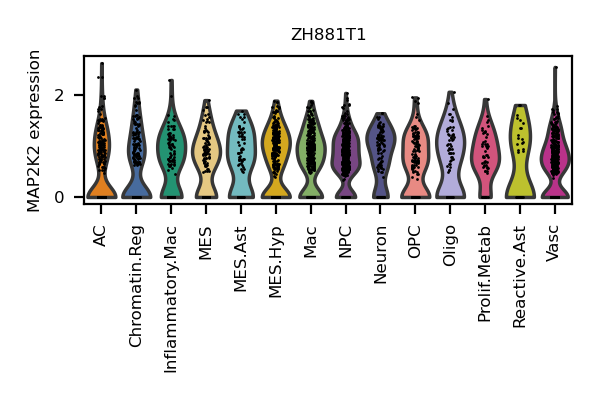 ZH881T1
MAP2K2 expression
2
0
AC
Chromatin.Reg
Inflammatory.Mac
MES
MES.Ast
MES.Hyp
Mac
NPC
Neuron
OPC
Oligo
Prolif.Metab
Reactive.Ast
Vasc